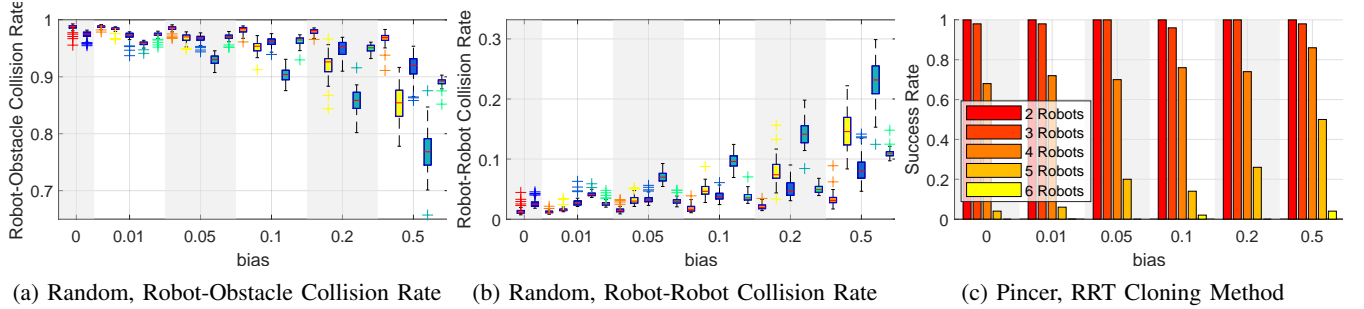 Robot-Obstacle Collision Rate
1
0.9
0.8
0.7
0 0.01 0.05 0.1 0.2 0.5
bias
(a) Random, Robot-Obstacle Collision Rate
Robot-Robot Collision Rate
0.3
0.2
0.1
0
0 0.01 0.05 0.1 0.2 0.5
bias
(b) Random, Robot-Robot Collision Rate
Success Rate
1
0.8
0.6
0.4
0.2
0
2 Robots
3 Robots
4 Robots
5 Robots
6 Robots
0 0.01 0.05 0.1 0.2 0.5
bias
(c) Pincer, RRT Cloning Method